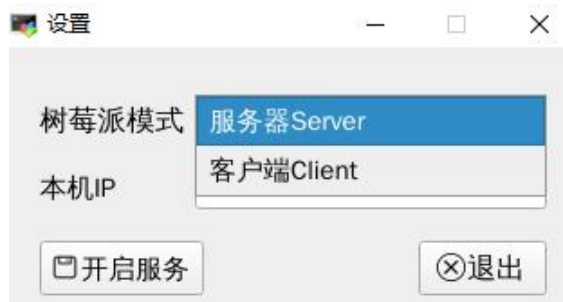 设置
树莓派模式 服务器Server
客户端Client
本机IP
开启服务 退出